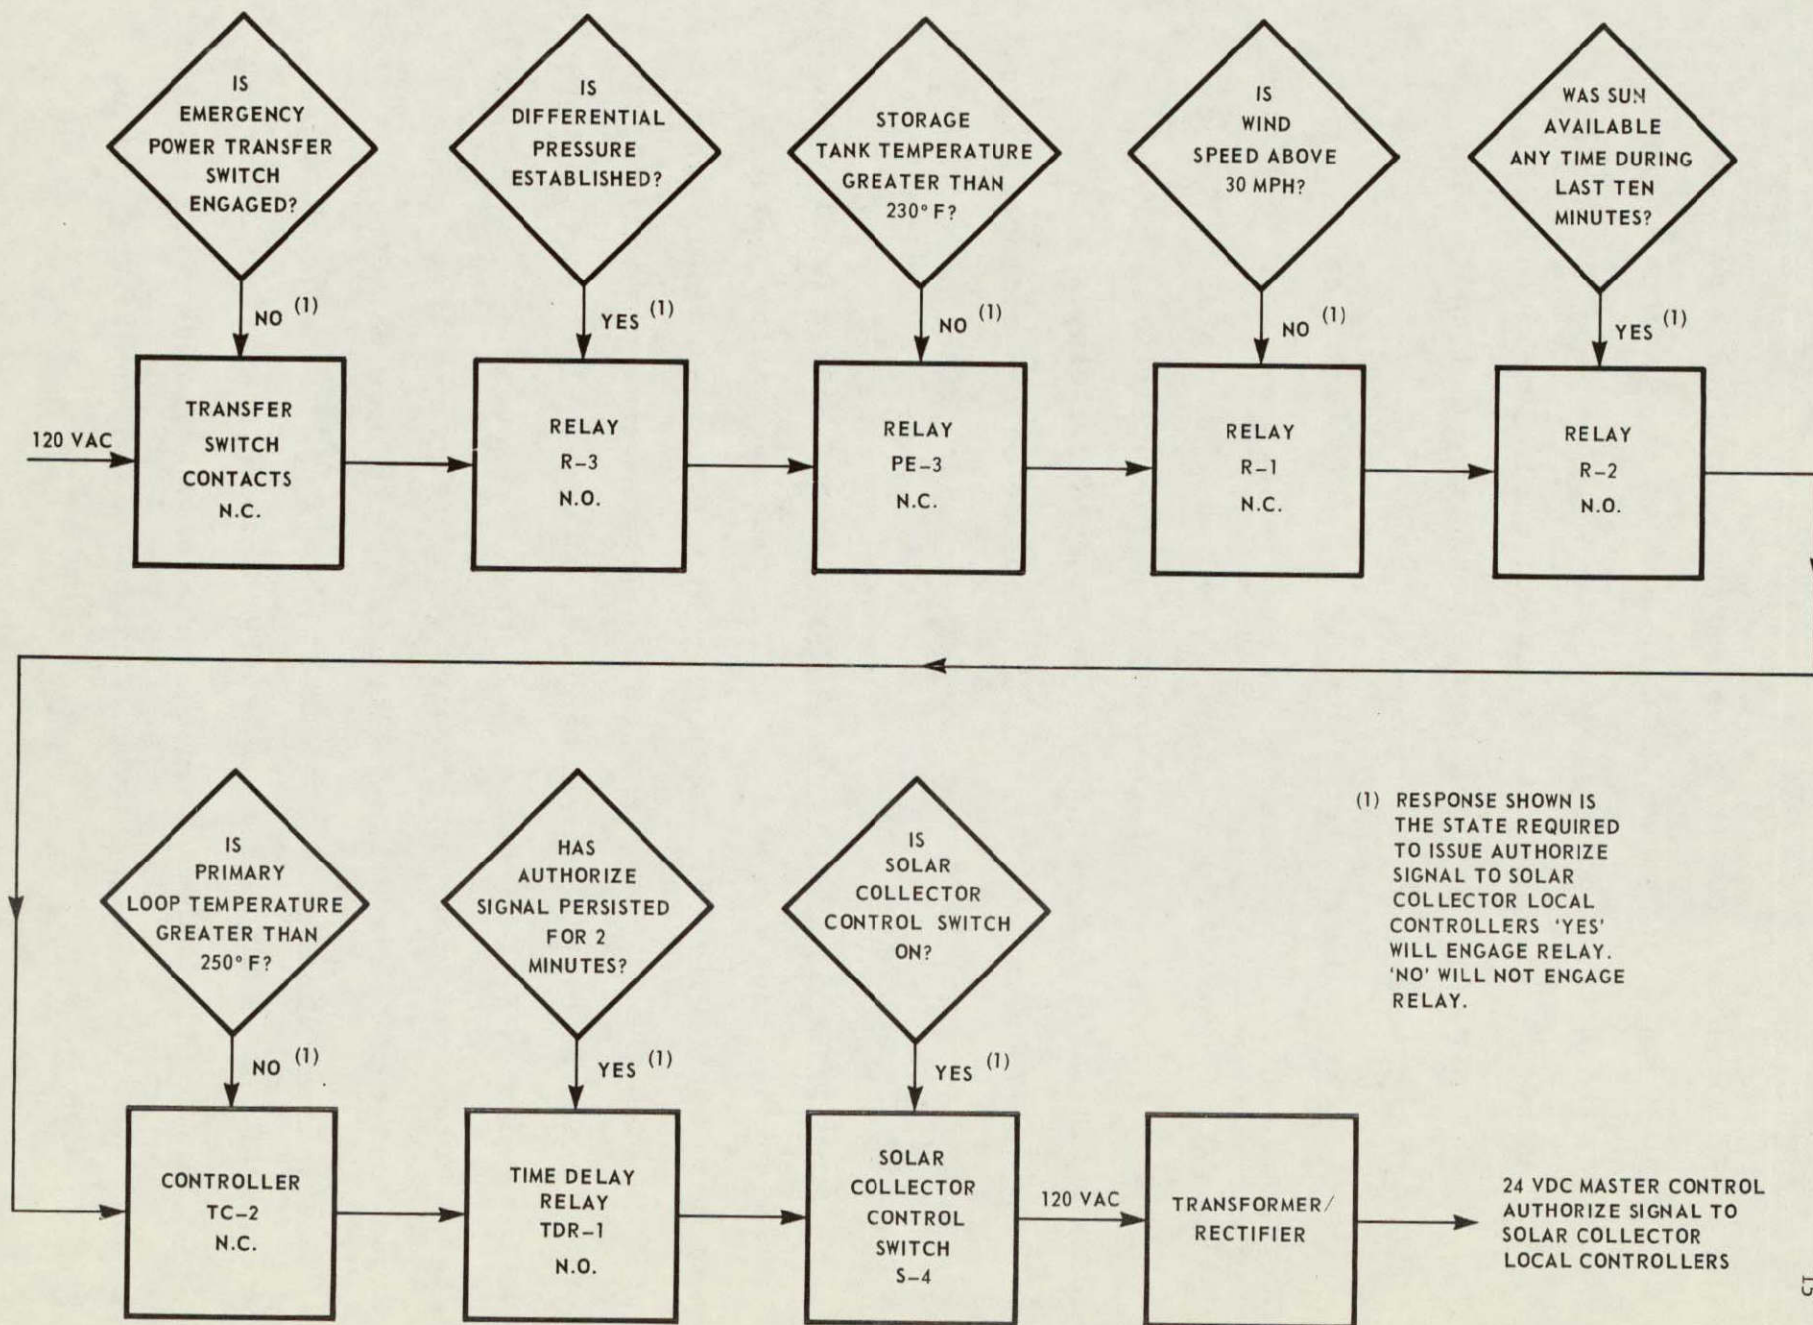 IS
EMERGENCY
POWER TRANSFER
SWITCH
ENGAGED?
NO (1)
IS
DIFFERENTIAL
PRESSURE
ESTABLISHED?
YES (1)
STORAGE
TANK TEMPERATURE
GREATER THAN
230° F?
NO (1)
IS
WIND
SPEED ABOVE
30 MPH?
NO (1)
WAS SUN
AVAILABLE
ANY TIME DURING
LAST TEN
MINUTES?
YES (1)
120 VAC
TRANSFER
SWITCH
CONTACTS
N.C.
RELAY
R-3
N.O.
RELAY
PE-3
N.C.
RELAY
R-1
N.C.
RELAY
R-2
N.O.
IS
PRIMARY
LOOP TEMPERATURE
GREATER THAN
250° F?
NO (1)
HAS
AUTHORIZE
SIGNAL PERSISTED
FOR 2
MINUTES?
YES (1)
IS
SOLAR
COLLECTOR
CONTROL SWITCH
ON?
YES (1)
(1) RESPONSE SHOWN IS
THE STATE REQUIRED
TO ISSUE AUTHORIZE
SIGNAL TO SOLAR
COLLECTOR LOCAL
CONTROLLERS 'YES'
WILL ENGAGE RELAY.
'NO' WILL NOT ENGAGE
RELAY.
CONTROLLER
TC-2
N.C.
TIME DELAY
RELAY
TDR-1
N.O.
SOLAR
COLLECTOR
CONTROL
SWITCH
S-4
120 VAC
TRANSFORMER/
RECTIFIER
24 VDC MASTER CONTROL
AUTHORIZE SIGNAL TO
SOLAR COLLECTOR
LOCAL CONTROLLERS
15